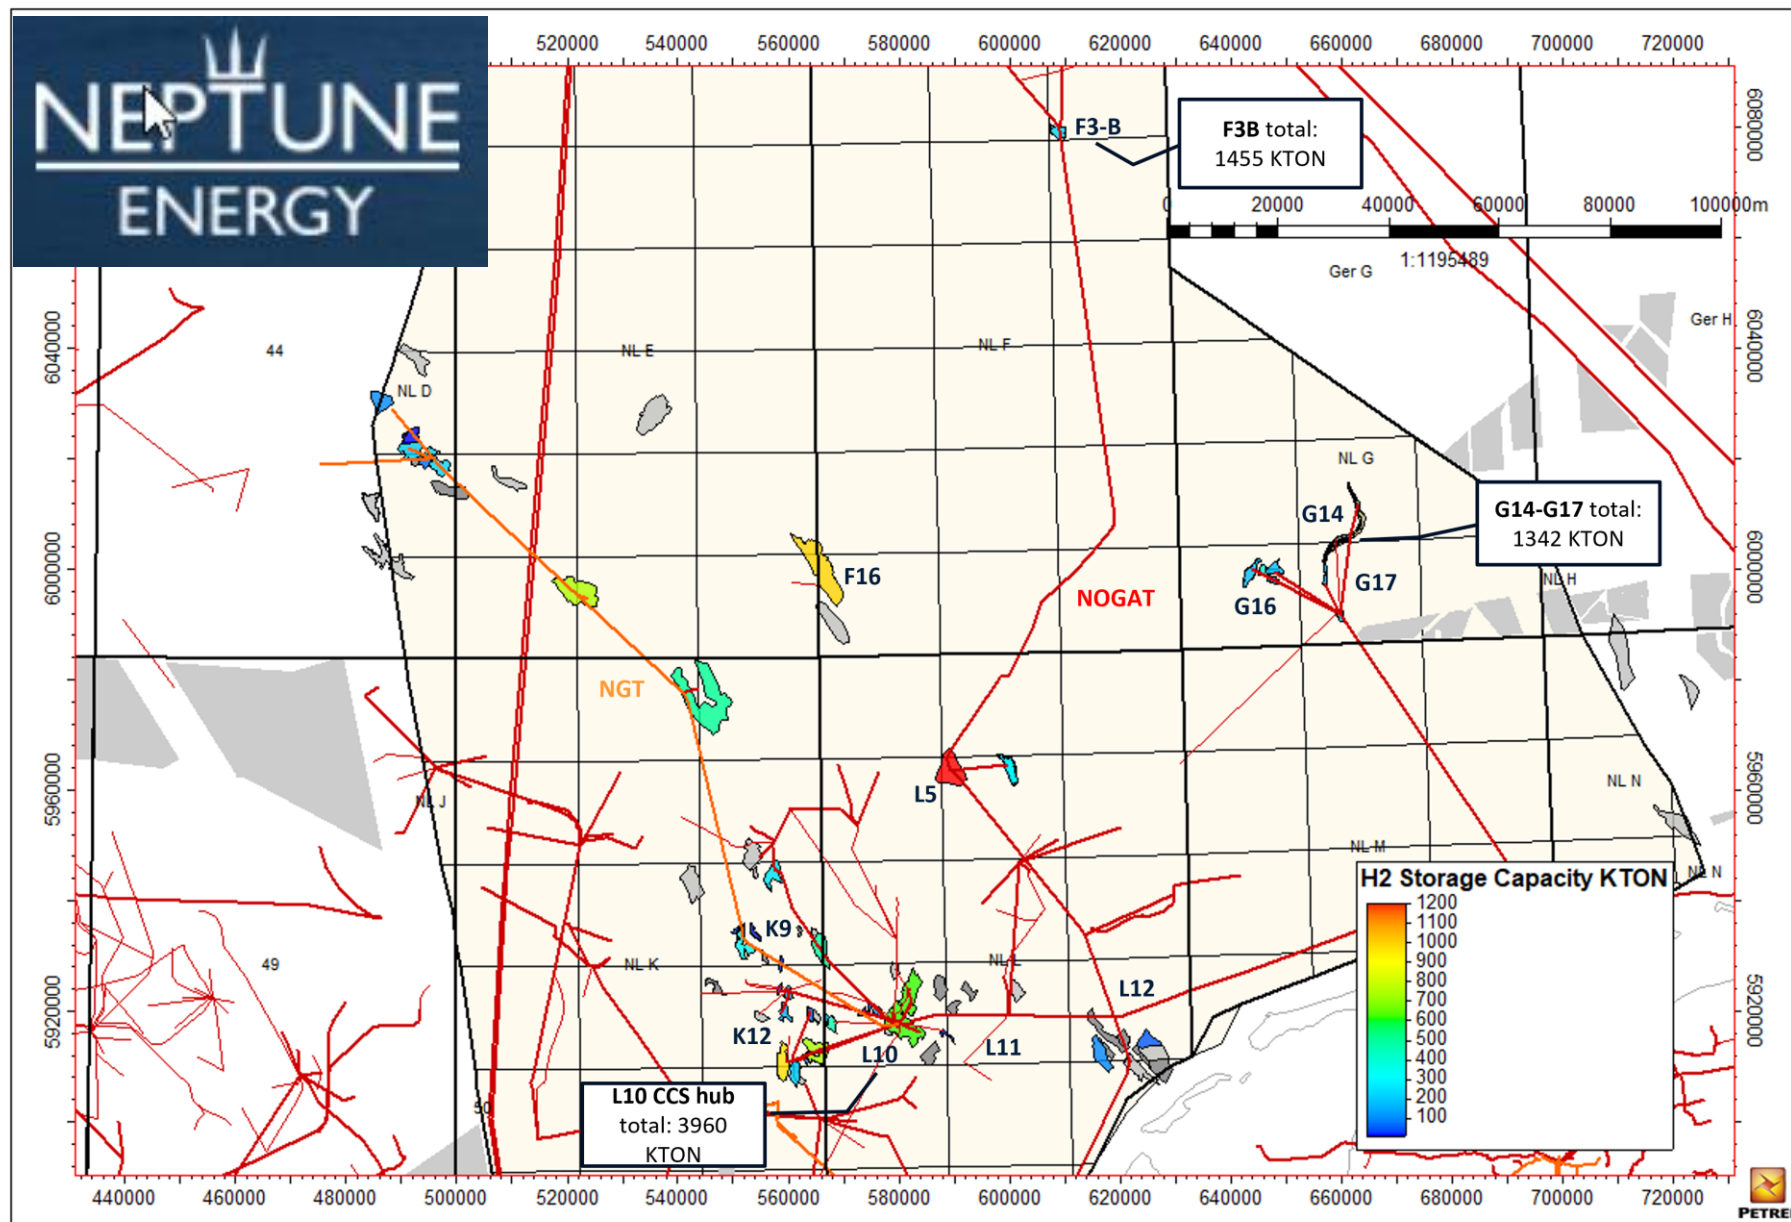 NEPTUNE
ENERGY
520000 540000 560000 580000 600000 620000 640000 660000 680000 700000 720000
F3-B
F3B total:
1455 KTON
6080000
6080000
0 20000 40000 60000 80000 100000m
1:1195489
Ger G
Ger H
44
NL E
NL F
6040000
6040000
NL D
NL G
G14
G14-G17 total:
1342 KTON
F16
NOGAT
G16
G17
NL H
6000000
6000000
NGT
L5
NL N
5960000
5960000
NL J
NL M
NL N
H2 Storage Capacity KTON
1200
1100
1000
900
800
700
600
500
400
300
200
100
K9
49
NL K
NL L
L12
5920000
5920000
K12
L10
L11
50
L10 CCS hub
total: 3960
KTON
440000 460000 480000 500000 520000 540000 560000 580000 600000 620000 640000 660000 680000 700000 720000
PETREL